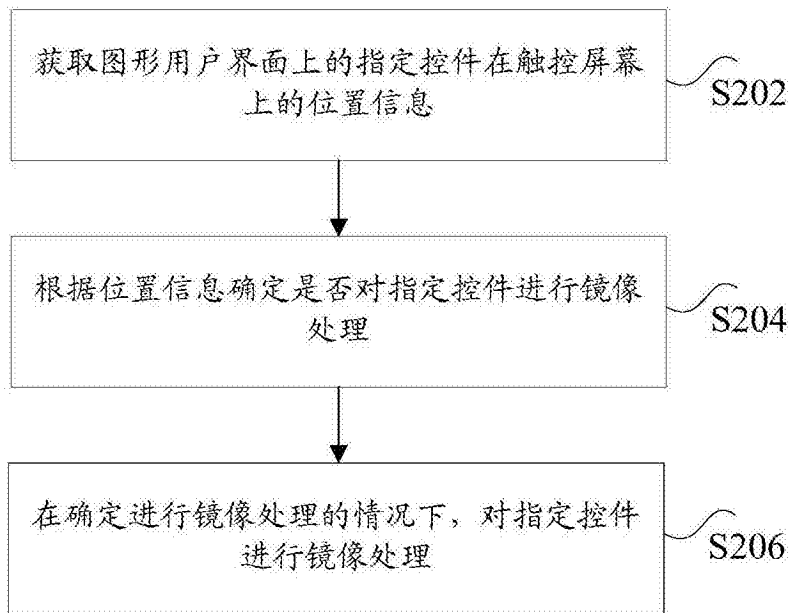 获取图形用户界面上的指定控件在触控屏幕
上的位置信息
S202
根据位置信息确定是否对指定控件进行镜像
处理
S204
在确定进行镜像处理的情况下，对指定控件
进行镜像处理
S206